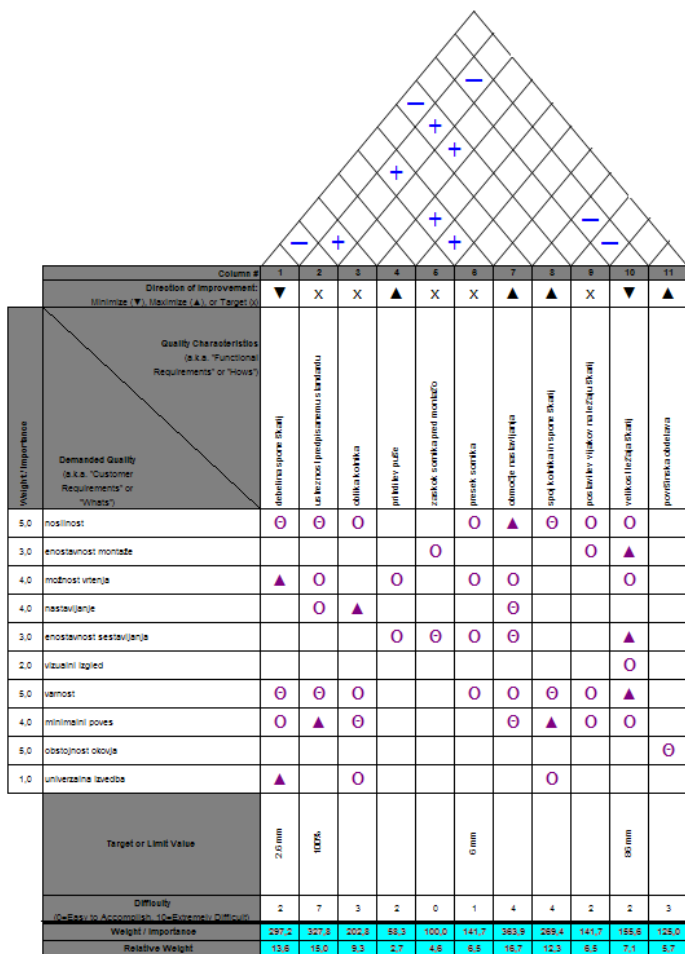 Column # 1 2 3 4 5 6 7 8 9 10 11
Direction of Improvement:
Minimize (▼), Maximize (▲), or Target (x) ▼ X X ▲ X X ▲ ▲ X ▼ ▲
Weight / Importance
Quality Characteristics
(a.k.a. "Functional
Requirements" or "Hows")
Demanded Quality
(a.k.a. "Customer
Requirements" or
"Whats")
debelina spone škarij
ustreznost predpisanemu standardu
oblika kolnika
pritrditev puše
zaskok sornika pred montažo
presek sornika
območje nastavljanja
spoj kolnika in spone škarij
postavitev vijakov na ležaju škarij
velikost ležaja škarij
površinska obdelava
5,0 nosilnost Θ Θ Ο Ο ▲ Θ Ο Ο
3,0 enostavnost montaže Ο Ο ▲
4,0 možnost vrtenja ▲ Ο Ο Ο Ο Ο
4,0 nastavljanje Ο ▲ Θ
3,0 enostavnost sestavljanja Ο Θ Ο Θ ▲
2,0 vizualni izgled Ο
5,0 varnost Θ Θ Ο Ο Ο Θ Ο ▲
4,0 minimalni poves Ο ▲ Θ Θ ▲ Ο Ο
5,0 obstojnost okovja Θ
1,0 univerzalna izvedba ▲ Ο Ο
Target or Limit Value 2.6 mm 100% 6 mm 86 mm
Difficulty
(0=Easy to Accomplish, 10=Extremely Difficult) 2 7 3 2 0 1 4 4 2 2 3
Weight / Importance 297,2 327,8 202,8 58,3 100,0 141,7 363,9 269,4 141,7 155,6 125,0
Relative Weight 13,6 15,0 9,3 2,7 4,6 6,5 16,7 12,3 6,5 7,1 5,7